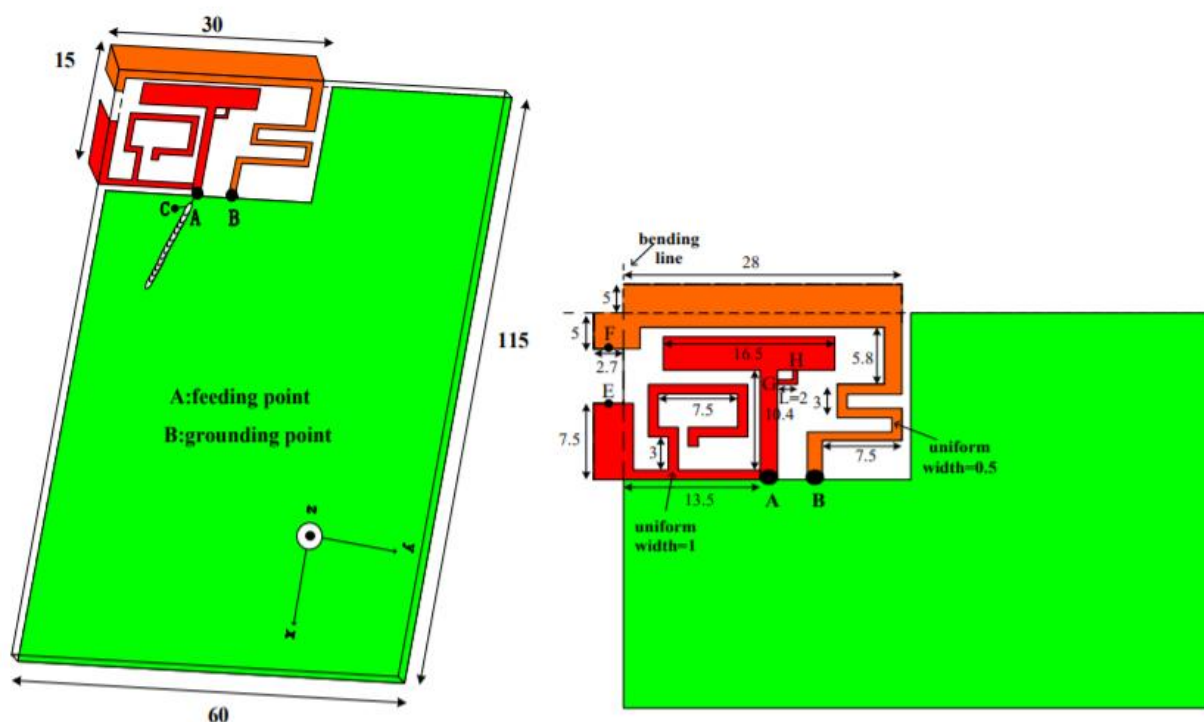 30
15
C
A
B
115
A:feeding point
B:grounding point
z
y
x
60
bending
line
28
5
5
F
2.7
16.5
H
5.8
E
G
L=2
3
7.5
10.4
7.5
3
7.5
uniform
width=0.5
13.5
A
B
uniform
width=1